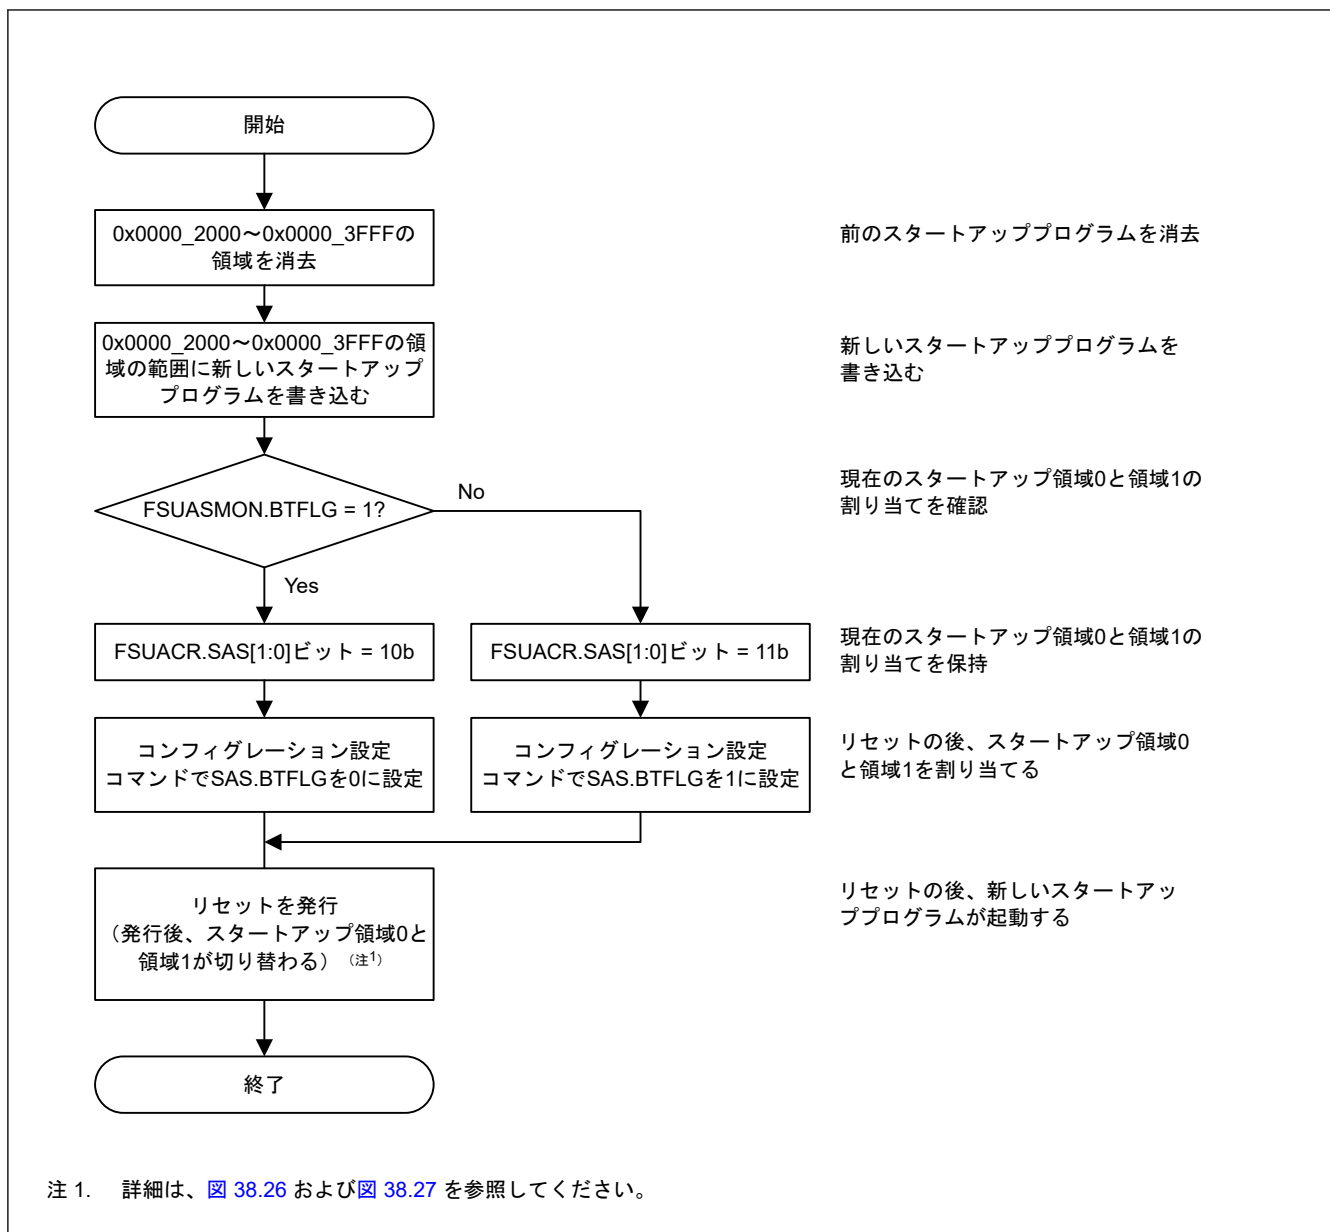 開始
0x0000_2000～0x0000_3FFFの
領域を消去
前のスタートアッププログラムを消去
0x0000_2000～0x0000_3FFFの領
域の範囲に新しいスタートアップ
プログラムを書き込む
新しいスタートアッププログラムを
書き込む
FSUASMON.BTFLG = 1?
No
Yes
現在のスタートアップ領域0と領域1の
割り当てを確認
FSUACR.SAS[1:0]ビット = 10b
FSUACR.SAS[1:0]ビット = 11b
現在のスタートアップ領域0と領域1の
割り当てを保持
コンフィグレーション設定
コマンドでSAS.BTFLGを0に設定
コンフィグレーション設定
コマンドでSAS.BTFLGを1に設定
リセットの後、スタートアップ領域0
と領域1を割り当てる
リセットを発行
（発行後、スタートアップ領域0と
領域1が切り替わる）（注1）
リセットの後、新しいスタートアッ
ププログラムが起動する
終了
注 1. 詳細は、図 38.26 および図 38.27 を参照してください。